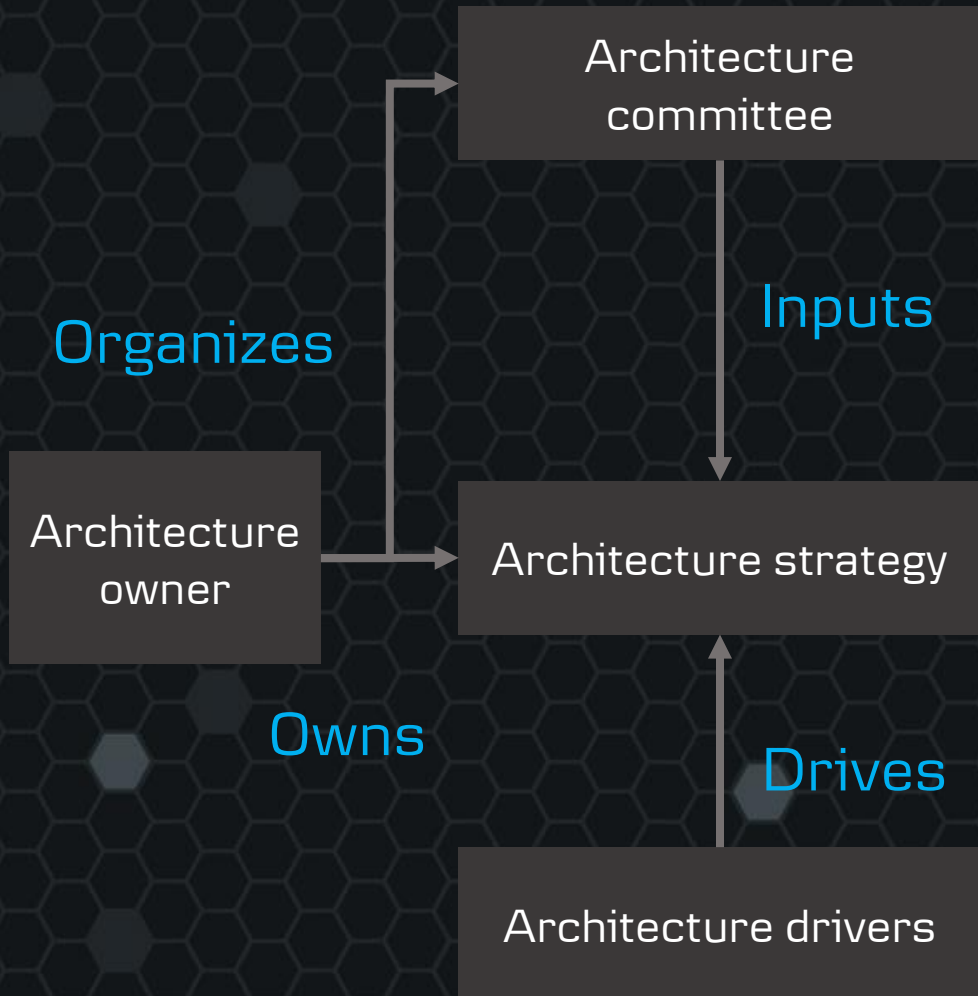 Architecture
committee
Inputs
Organizes
Architecture
owner
Architecture strategy
Owns
Drives
Architecture drivers